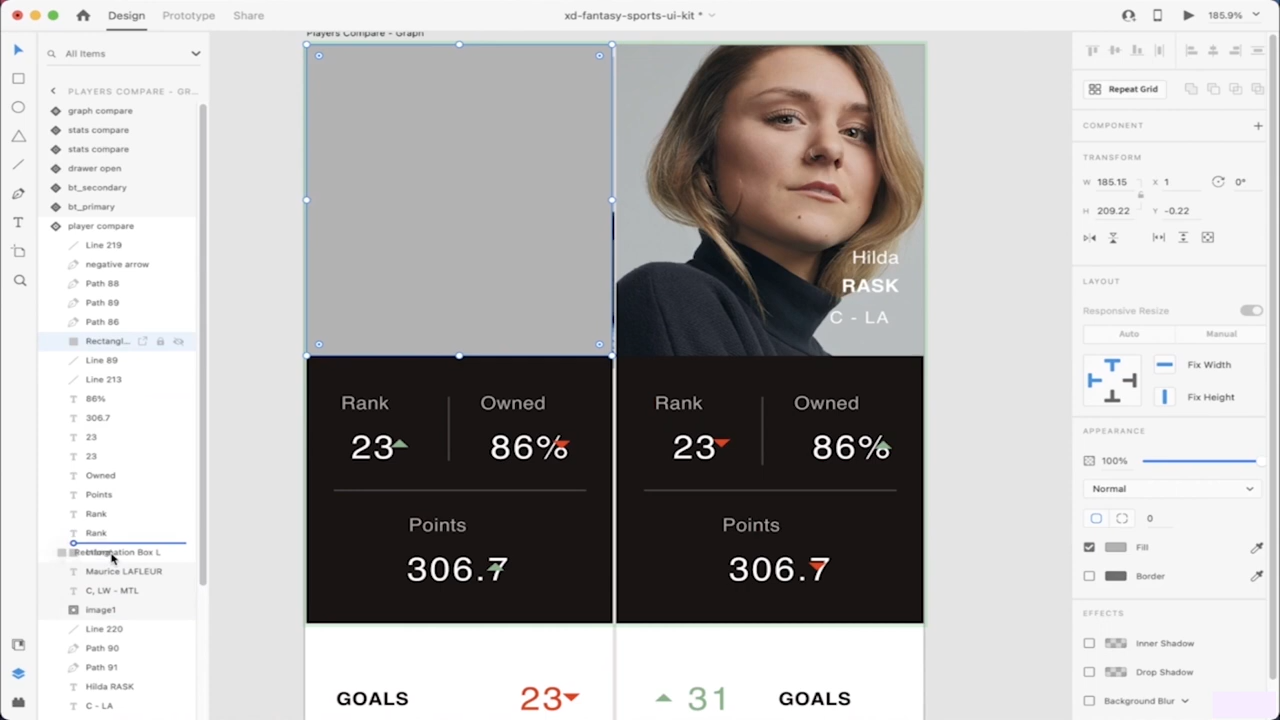 Design
Prototype
Share
xd-fantasy-sports-ui-kit *
185.9%
All Items
PLAYERS COMPARE - GR...
graph compare
stats compare
stats compare
drawer open
bt_secondary
bt_primary
player compare
Line 219
negative arrow
Path 88
Path 89
Path 86
Rectangl...
Line 89
Line 213
86%
306.7
23
23
Owned
Points
Rank
Rank
Information Box L
Maurice LAFLEUR
C, LW - MTL
Image1
Line 220
Path 90
Path 91
Hilda RASK
C - LA
Players Compare - Graph
Hilda
RASK
C - LA
Rank
Owned
23
86%
Points
306.7
Rank
Owned
23
86%
Points
306.7
GOALS
23
31
GOALS
Repeat Grid
COMPONENT
TRANSFORM
W 185.15
X 1
0°
H 209.22
Y -0.22
LAYOUT
Responsive Resize
Auto
Manual
Fix Width
Fix Height
APPEARANCE
100%
Normal
0
Fill
Border
EFFECTS
Inner Shadow
Drop Shadow
Background Blur